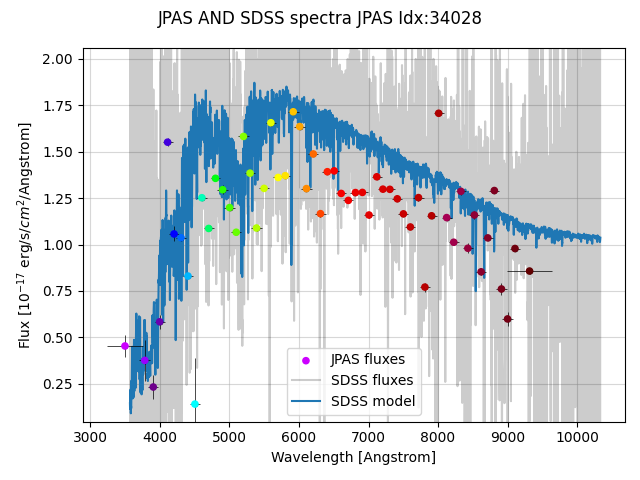 JPAS AND SDSS spectra JPAS Idx:34028
2.00
1.75
1.50
1.25
1.00
0.75
0.50
0.25
Flux [10⁻¹⁷ erg/s/cm²/Angstrom]
JPAS fluxes
SDSS fluxes
SDSS model
3000 4000 5000 6000 7000 8000 9000 10000
Wavelength [Angstrom]